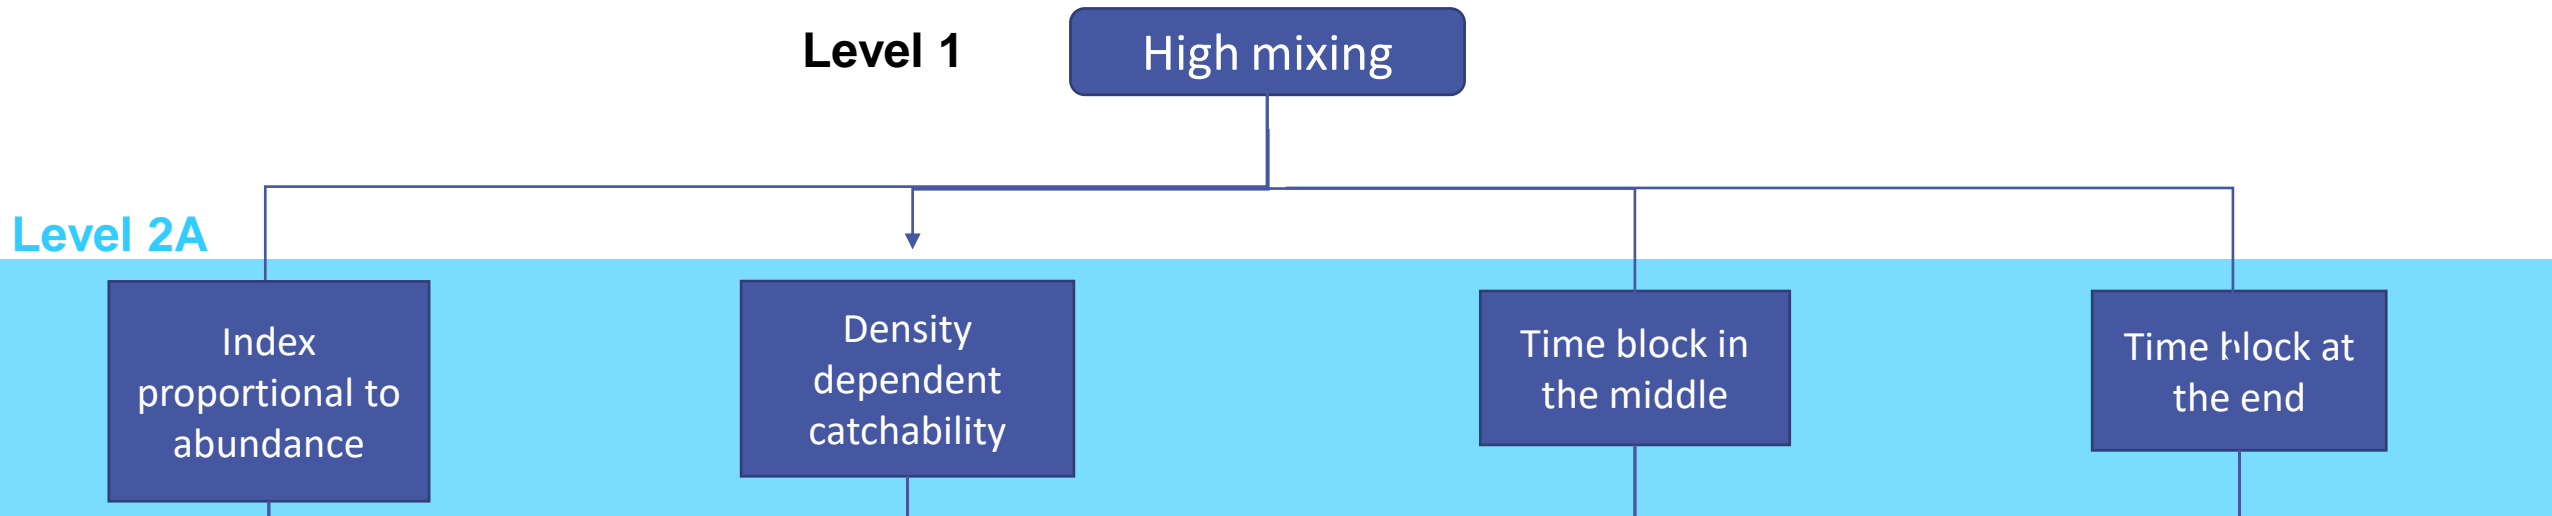 Level 1
High mixing
Level 2A
Index
proportional to
abundance
Density
dependent
catchability
Time block in
the middle
Time block at
the end